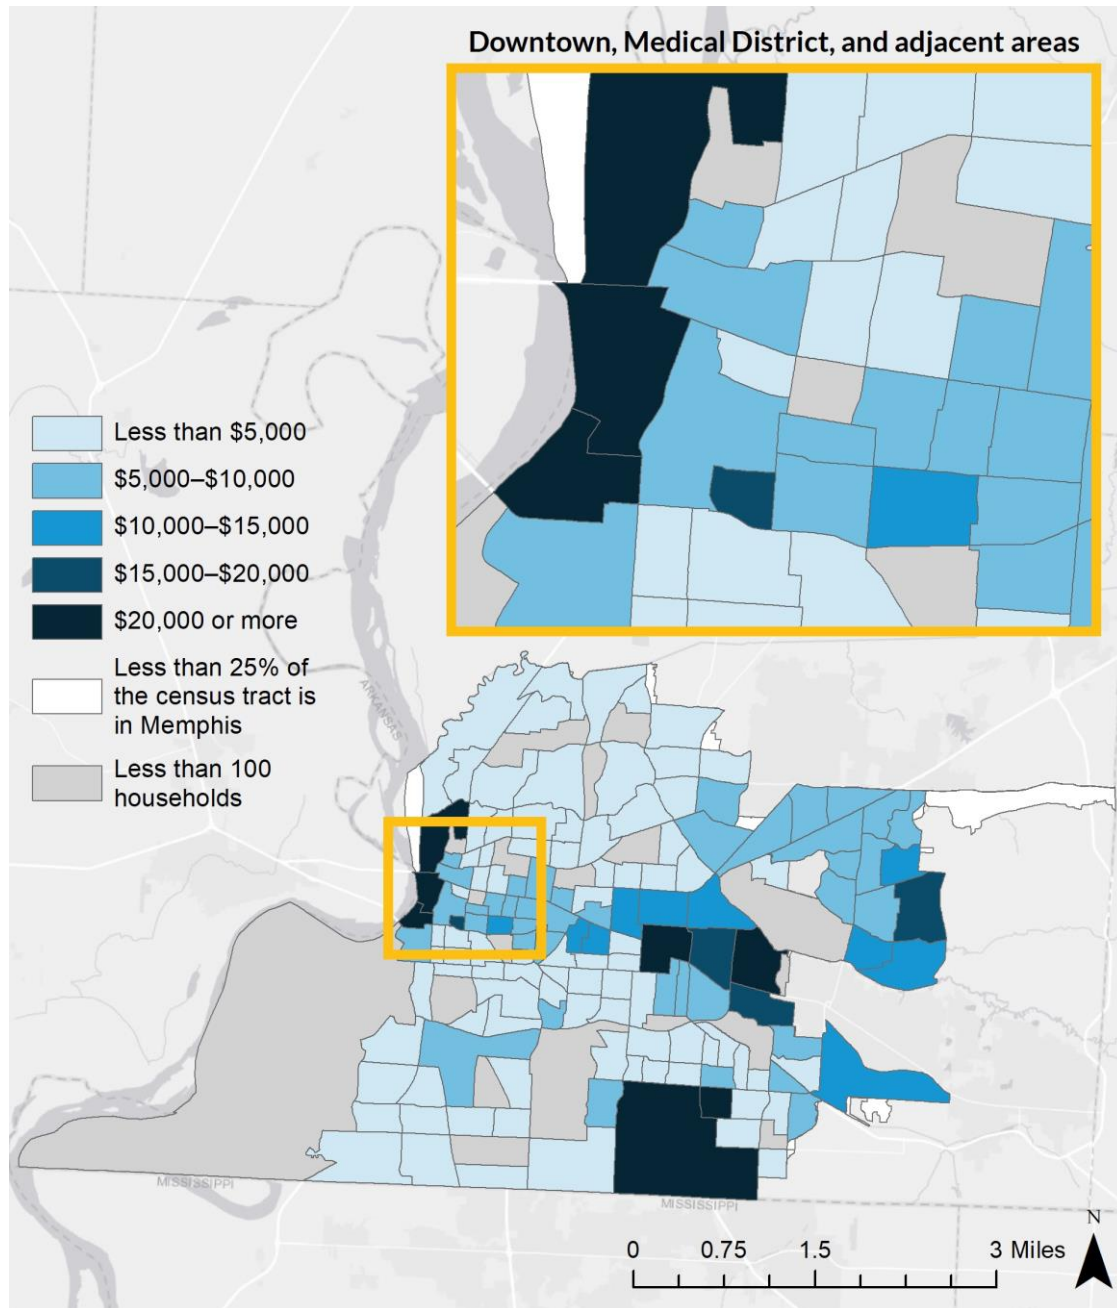 Downtown, Medical District, and adjacent areas
Less than $5,000
$5,000–$10,000
$10,000–$15,000
$15,000–$20,000
$20,000 or more
Less than 25% of
the census tract is
in Memphis
Less than 100
households
ARKANSAS
MISSISSIPPI
MISSISSIPPI
N
0 0.75 1.5 3 Miles